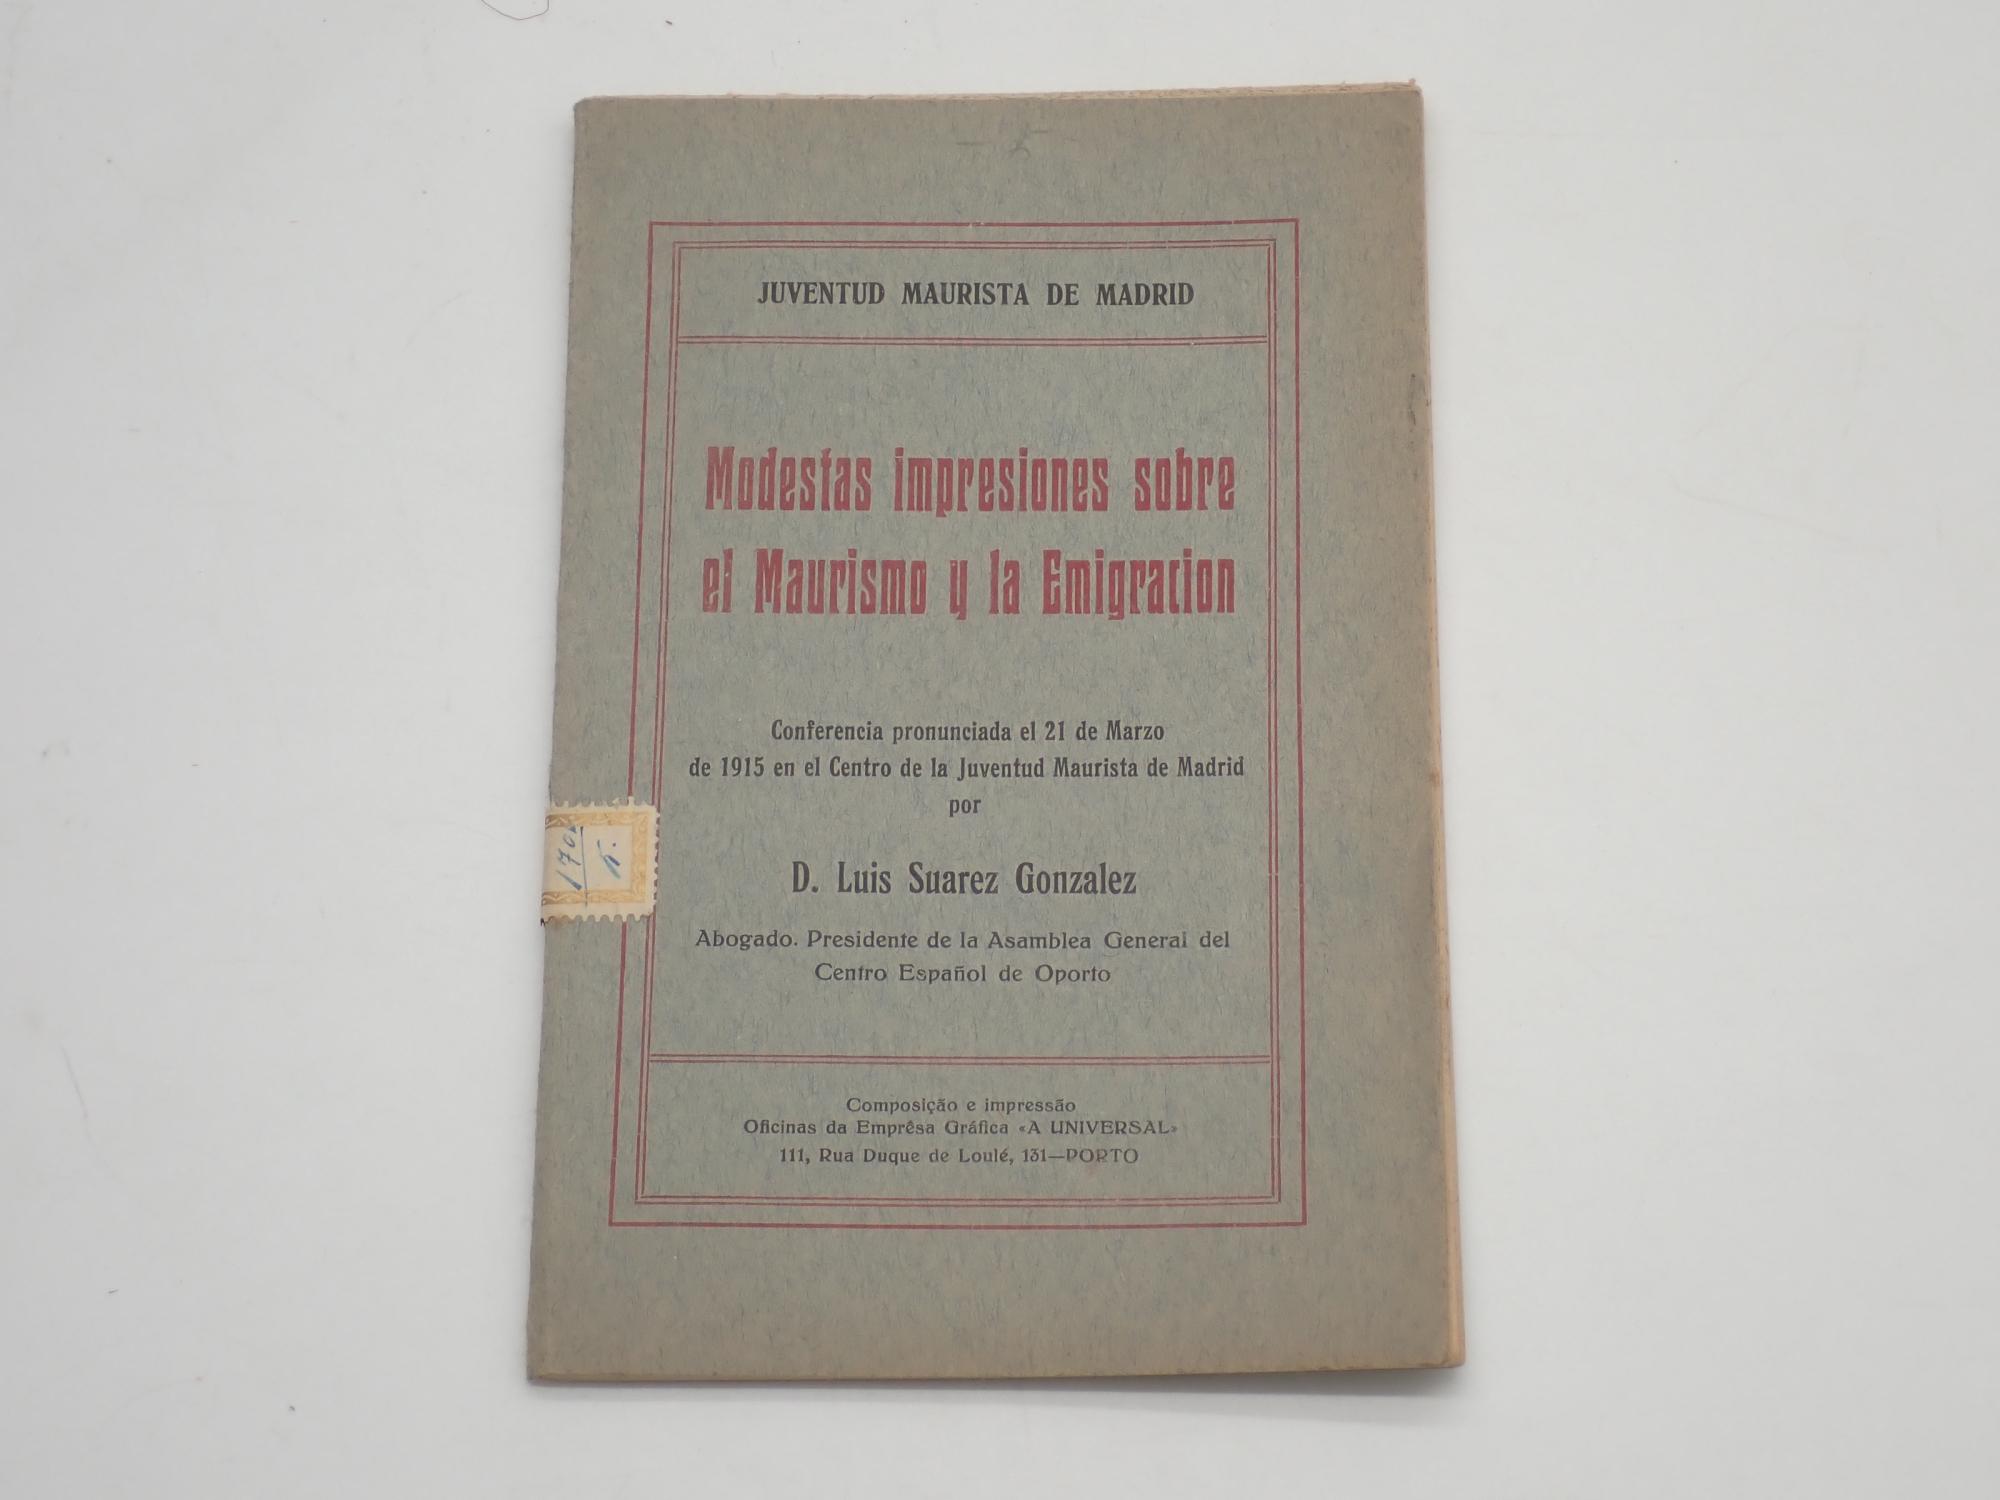 JUVENTUD MAURISTA DE MADRID
Modestas impresiones sobre
el Maurismo y la Emigracion
Conferencia pronunciada el 21 de Marzo
de 1915 en el Centro de la Juventud Maurista de Madrid
por
D. Luis Suarez Gonzalez
Abogado. Presidente de la Asamblea General del
Centro Español de Oporto
Composição e impressão
Oficinas da Emprêsa Gráfica «A UNIVERSAL»
111, Rua Duque de Loulé, 131—PORTO
170